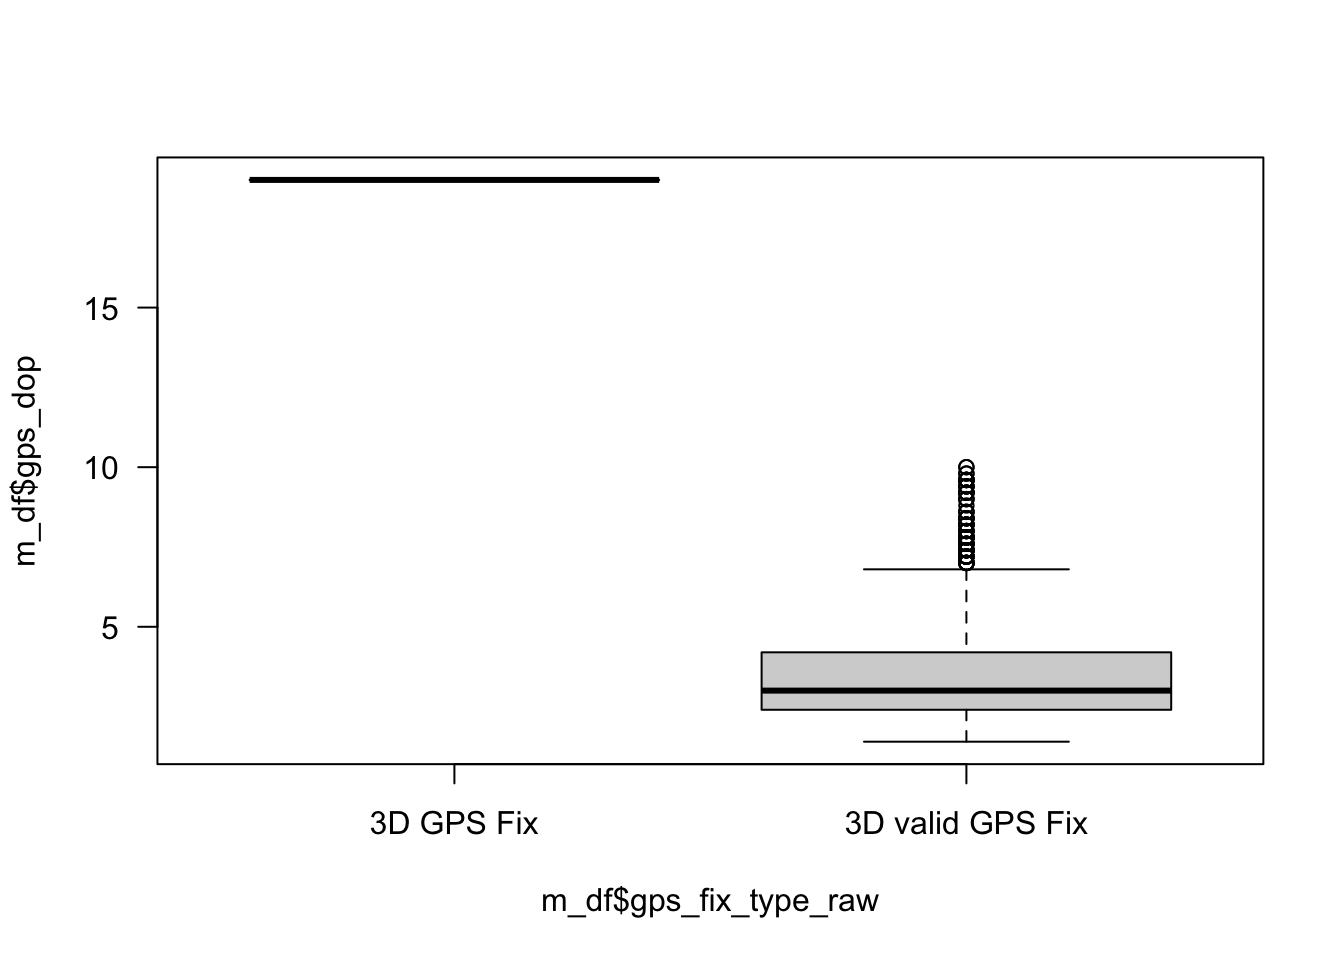 15
10
5
m_df$gps_dop
3D GPS Fix
3D valid GPS Fix
m_df$gps_fix_type_raw